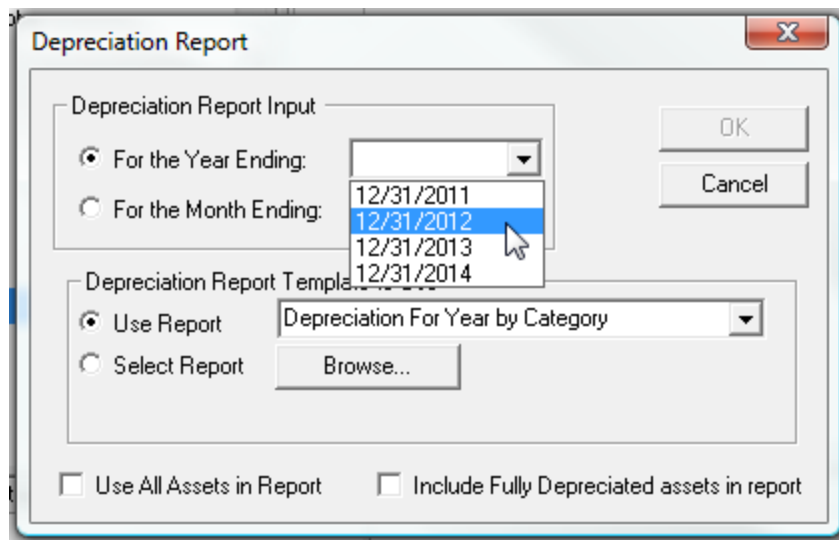 Depreciation Report
Depreciation Report Input
For the Year Ending:
For the Month Ending:
12/31/2011
12/31/2012
12/31/2013
12/31/2014
OK
Cancel
Depreciation Report
Use Report
Depreciation For Year by Category
Select Report
Browse...
Use All Assets in Report
Include Fully Depreciated assets in report